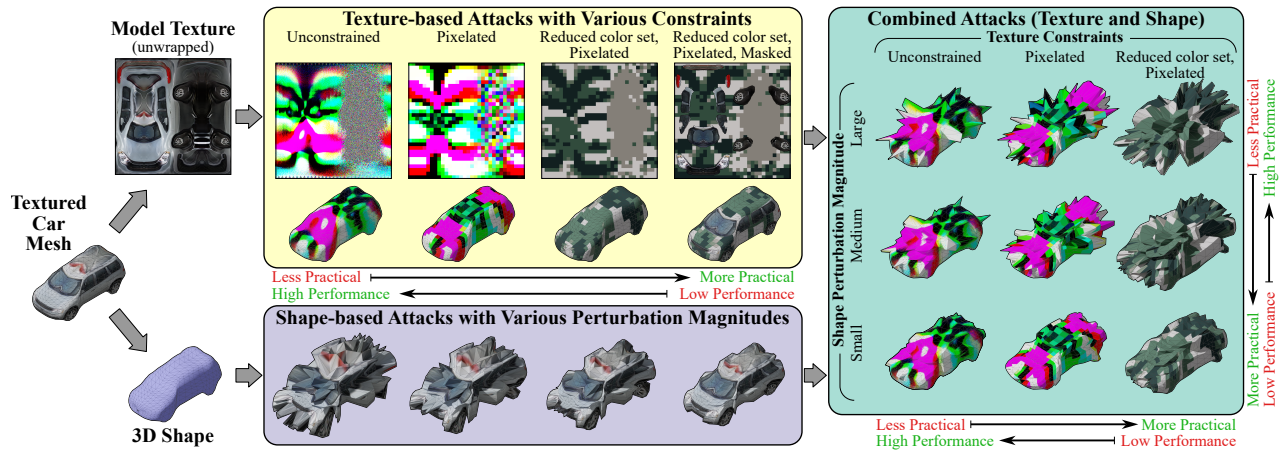 Model Texture
(unwrapped)
Textured
Car
Mesh
3D Shape
Texture-based Attacks with Various Constraints
Unconstrained
Pixelated
Reduced color set,
Pixelated
Reduced color set,
Pixelated, Masked
Less Practical
More Practical
High Performance
Low Performance
Shape-based Attacks with Various Perturbation Magnitudes
Combined Attacks (Texture and Shape)
Texture Constraints
Unconstrained
Pixelated
Reduced color set,
Pixelated
Shape Perturbation Magnitude
Large
Medium
Small
Less Practical
High Performance
More Practical
Low Performance
Less Practical
More Practical
High Performance
Low Performance